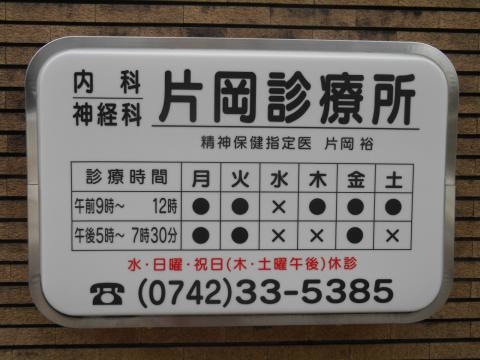 内科
神経科
片岡診療所
精神保健指定医 片岡 裕
診療時間 月 火 水 木 金 土
午前9時〜 12時 ● ● × ● ● ●
午後5時〜 7時30分 ● ● × × ● ×
水・日曜・祝日(木・土曜午後)休診
☎ (0742)33-5385